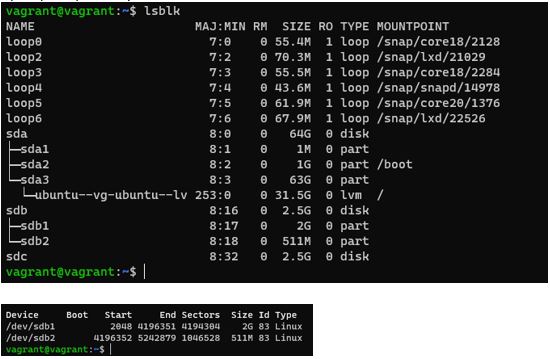 vagrant@vagrant:~$ lsblk
NAME MAJ:MIN RM SIZE RO TYPE MOUNTPOINT
loop0 7:0 0 55.4M 1 loop /snap/core18/2128
loop2 7:2 0 70.3M 1 loop /snap/lxd/21029
loop3 7:3 0 55.5M 1 loop /snap/core18/2284
loop4 7:4 0 43.6M 1 loop /snap/snapd/14978
loop5 7:5 0 61.9M 1 loop /snap/core20/1376
loop6 7:6 0 67.9M 1 loop /snap/lxd/22526
sda 8:0 0 64G 0 disk
├─sda1 8:1 0 1M 0 part
├─sda2 8:2 0 1G 0 part /boot
└─sda3 8:3 0 63G 0 part
  └─ubuntu--vg-ubuntu--lv 253:0 0 31.5G 0 lvm /
sdb 8:16 0 2.5G 0 disk
├─sdb1 8:17 0 2G 0 part
└─sdb2 8:18 0 511M 0 part
sdc 8:32 0 2.5G 0 disk
vagrant@vagrant:~$
Device Boot Start End Sectors Size Id Type
/dev/sdb1 2048 4196351 4194304 2G 83 Linux
/dev/sdb2 4196352 5242879 1046528 511M 83 Linux
vagrant@vagrant:~$